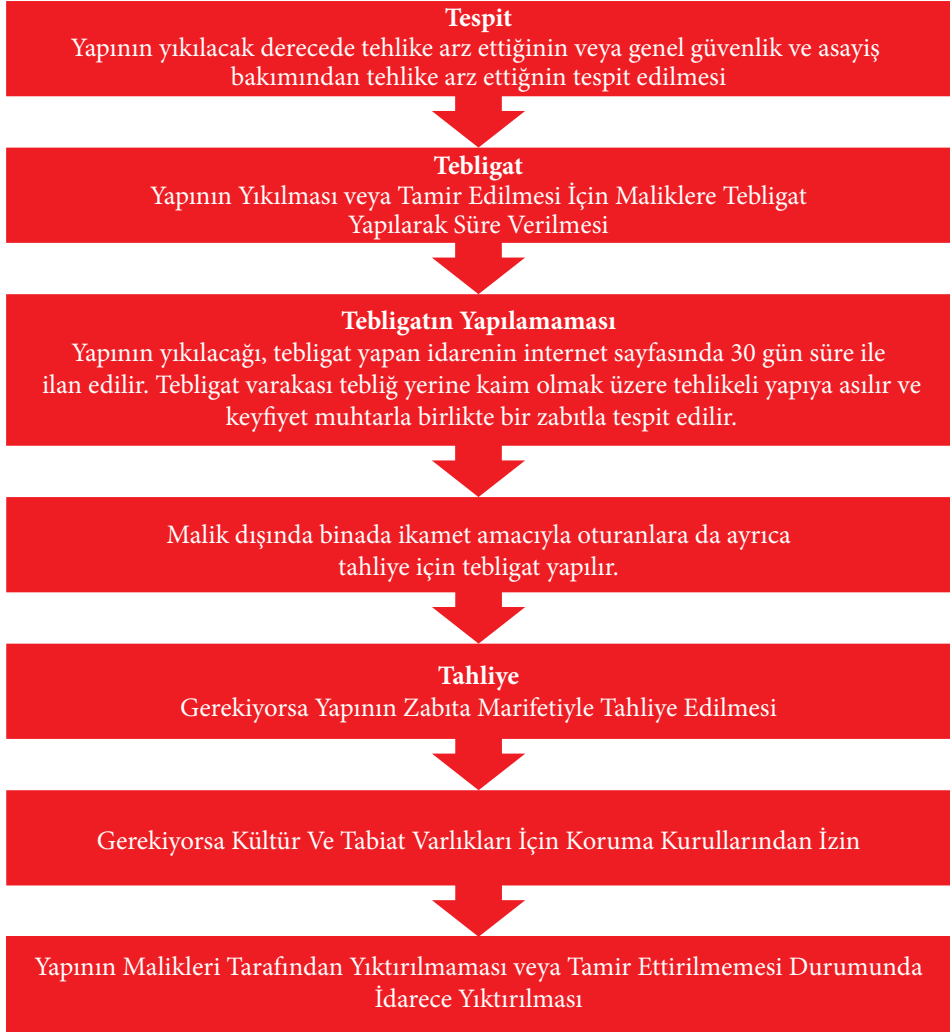 Tespit
Yapının yıkılacak derecede tehlike arz ettiğinin veya genel güvenlik ve asayiş
bakımından tehlike arz ettiğnin tespit edilmesi
Tebligat
Yapının Yıkılması veya Tamir Edilmesi İçin Maliklere Tebligat
Yapılarak Süre Verilmesi
Tebligatın Yapılamaması
Yapının yıkılacağı, tebligat yapan idarenin internet sayfasında 30 gün süre ile
ilan edilir. Tebligat varakası tebliğ yerine kaim olmak üzere tehlikeli yapıya asılır ve
keyfiyet muhtarla birlikte bir zabıtla tespit edilir.
Malik dışında binada ikamet amacıyla oturanlara da ayrıca
tahliye için tebligat yapılır.
Tahliye
Gerekiyorsa Yapının Zabıta Marifetiyle Tahliye Edilmesi
Gerekiyorsa Kültür Ve Tabiat Varlıkları İçin Koruma Kurullarından İzin
Yapının Malikleri Tarafından Yıktırılmaması veya Tamir Ettirilmemesi Durumunda
İdarece Yıktırılması